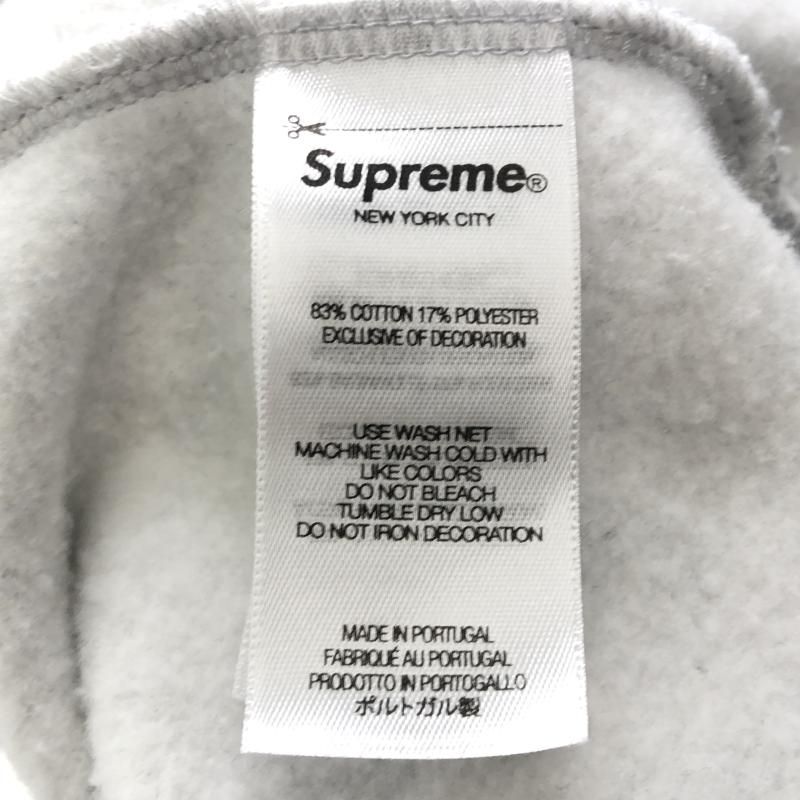 Supreme®
NEW YORK CITY
83% COTTON 17% POLYESTER
EXCLUSIVE OF DECORATION
USE WASH NET
MACHINE WASH COLD WITH
LIKE COLORS
DO NOT BLEACH
TUMBLE DRY LOW
DO NOT IRON DECORATION
MADE IN PORTUGAL
FABRIQUÉ AU PORTUGAL
PRODOTTO IN PORTOGALLO
ポルトガル製